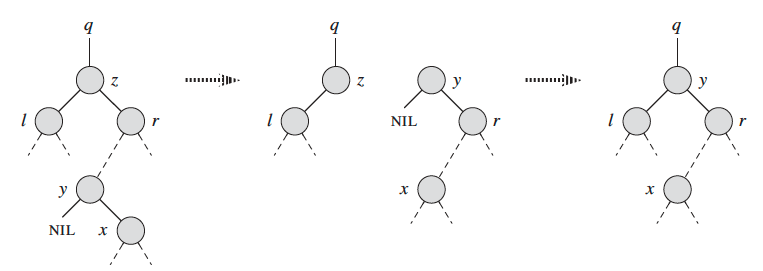 q q q
z z y y
l r l NIL r l r
y x x
NIL x